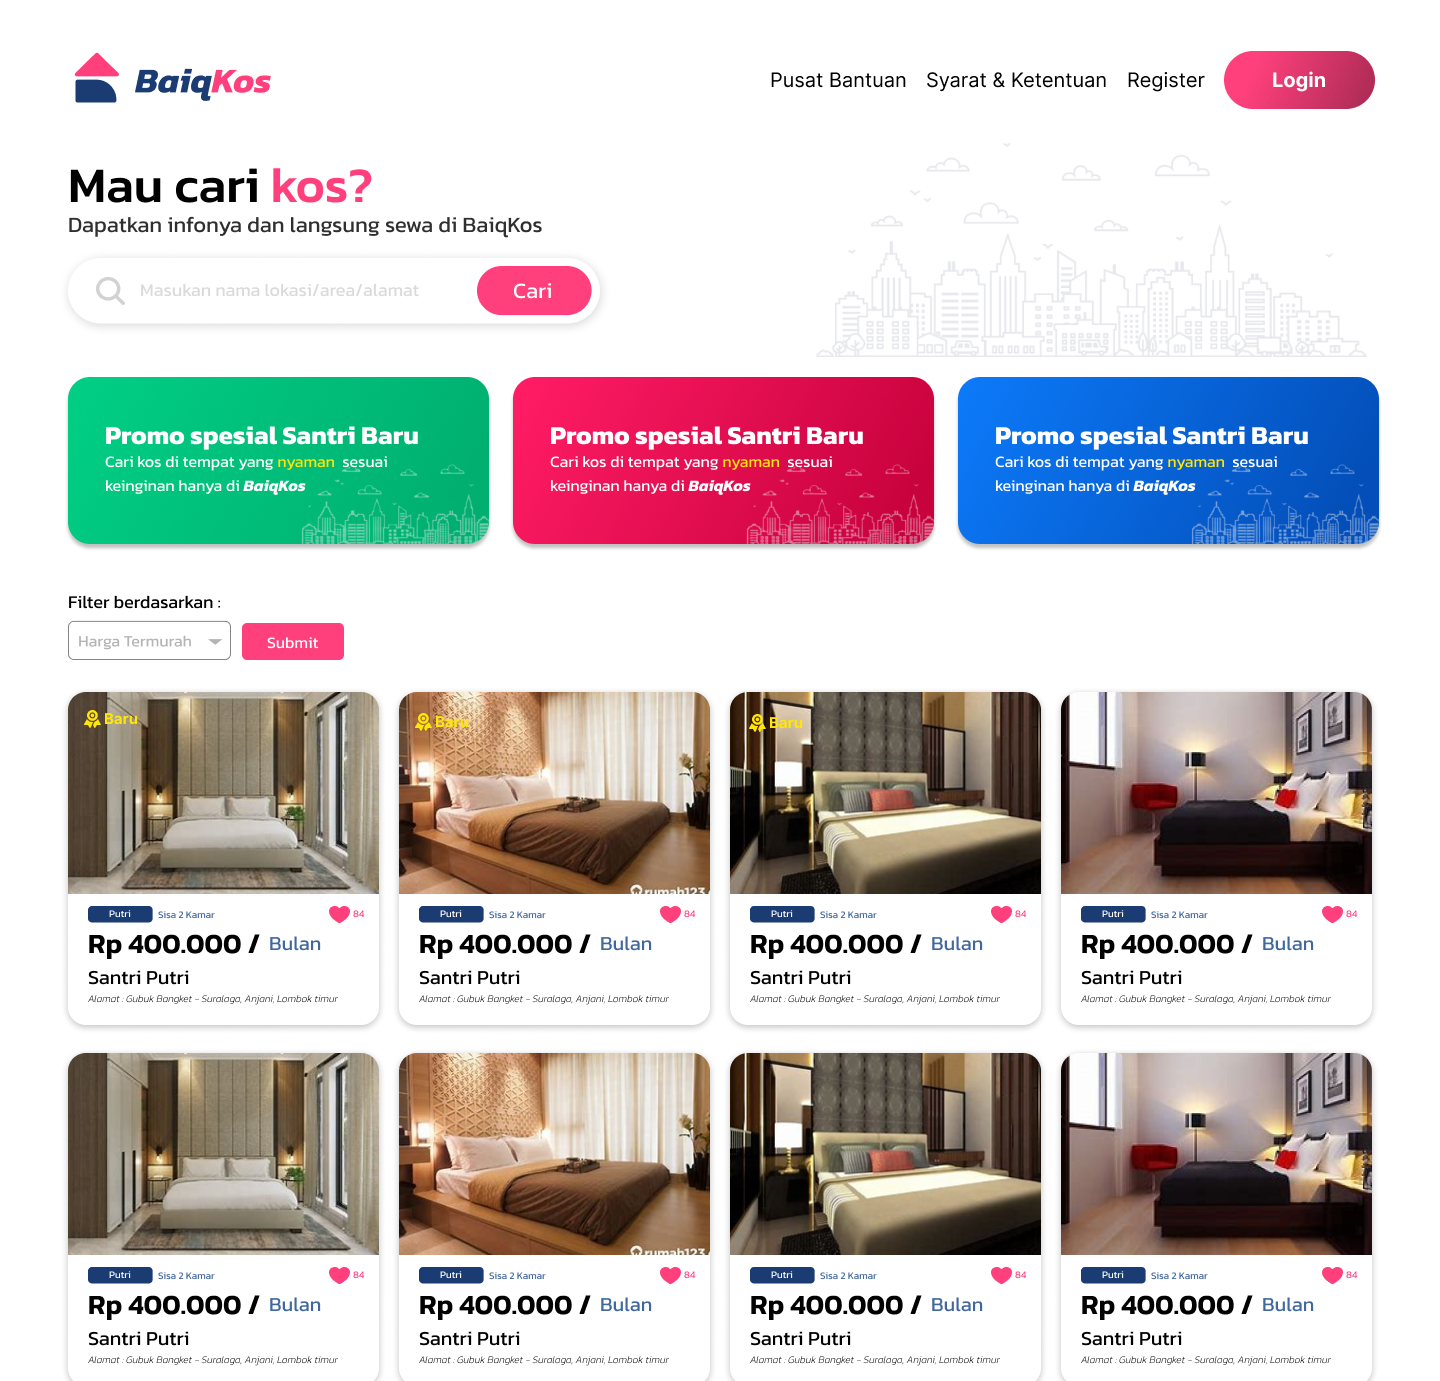 BaiqKos
Pusat Bantuan Syarat & Ketentuan Register Login
Mau cari kos?
Dapatkan infonya dan langsung sewa di BaiqKos
Masukan nama lokasi/area/alamat Cari
Promo spesial Santri Baru
Cari kos di tempat yang nyaman sesuai
keinginan hanya di BaiqKos
Promo spesial Santri Baru
Cari kos di tempat yang nyaman sesuai
keinginan hanya di BaiqKos
Promo spesial Santri Baru
Cari kos di tempat yang nyaman sesuai
keinginan hanya di BaiqKos
Filter berdasarkan :
Harga Termurah Submit
Baru
Putri Sisa 2 Kamar 84
Rp 400.000 / Bulan
Santri Putri
Alamat : Gubuk Bangket - Suralaga, Anjani, Lombok timur
Baru
rumah123.
Putri Sisa 2 Kamar 84
Rp 400.000 / Bulan
Santri Putri
Alamat : Gubuk Bangket - Suralaga, Anjani, Lombok timur
Baru
Putri Sisa 2 Kamar 84
Rp 400.000 / Bulan
Santri Putri
Alamat : Gubuk Bangket - Suralaga, Anjani, Lombok timur
Putri Sisa 2 Kamar 84
Rp 400.000 / Bulan
Santri Putri
Alamat : Gubuk Bangket - Suralaga, Anjani, Lombok timur
Putri Sisa 2 Kamar 84
Rp 400.000 / Bulan
Santri Putri
Alamat : Gubuk Bangket - Suralaga, Anjani, Lombok timur
rumah123.
Putri Sisa 2 Kamar 84
Rp 400.000 / Bulan
Santri Putri
Alamat : Gubuk Bangket - Suralaga, Anjani, Lombok timur
Putri Sisa 2 Kamar 84
Rp 400.000 / Bulan
Santri Putri
Alamat : Gubuk Bangket - Suralaga, Anjani, Lombok timur
Putri Sisa 2 Kamar 84
Rp 400.000 / Bulan
Santri Putri
Alamat : Gubuk Bangket - Suralaga, Anjani, Lombok timur